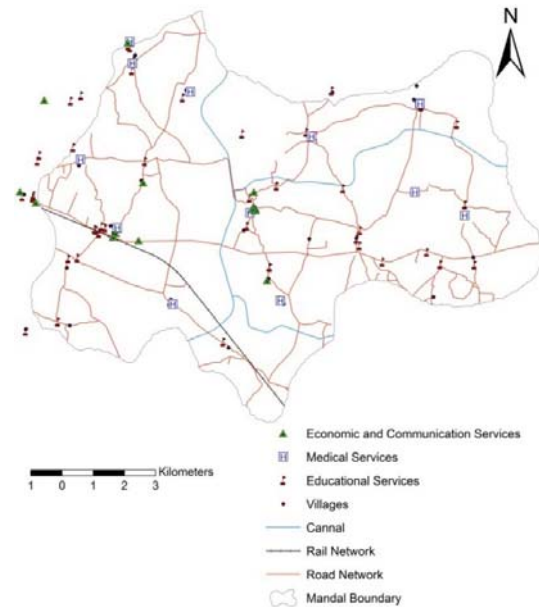 N
Economic and Communication Services
H Medical Services
Educational Services
Villages
Cannal
Rail Network
Road Network
Mandal Boundary
Kilometers
1 0 1 2 3